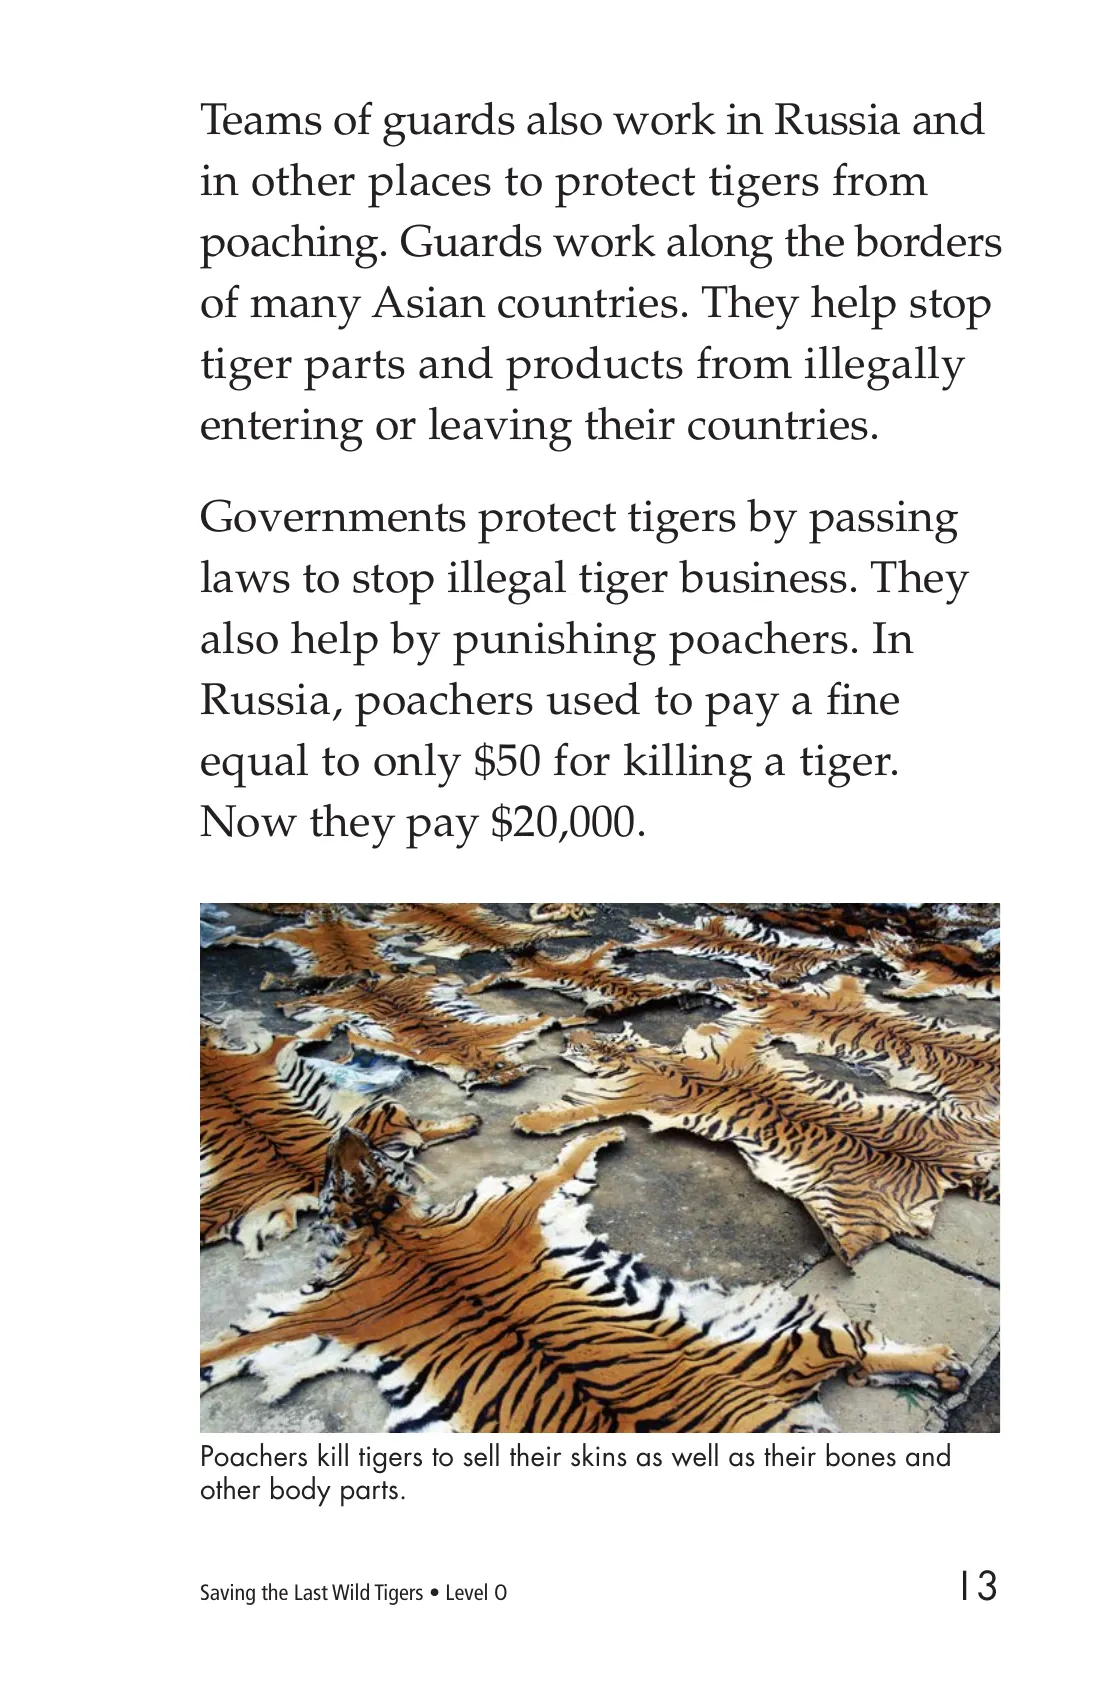 Teams of guards also work in Russia and
in other places to protect tigers from
poaching. Guards work along the borders
of many Asian countries. They help stop
tiger parts and products from illegally
entering or leaving their countries.
Governments protect tigers by passing
laws to stop illegal tiger business. They
also help by punishing poachers. In
Russia, poachers used to pay a fine
equal to only $50 for killing a tiger.
Now they pay $20,000.
Poachers kill tigers to sell their skins as well as their bones and
other body parts.
Saving the Last Wild Tigers • Level O
13